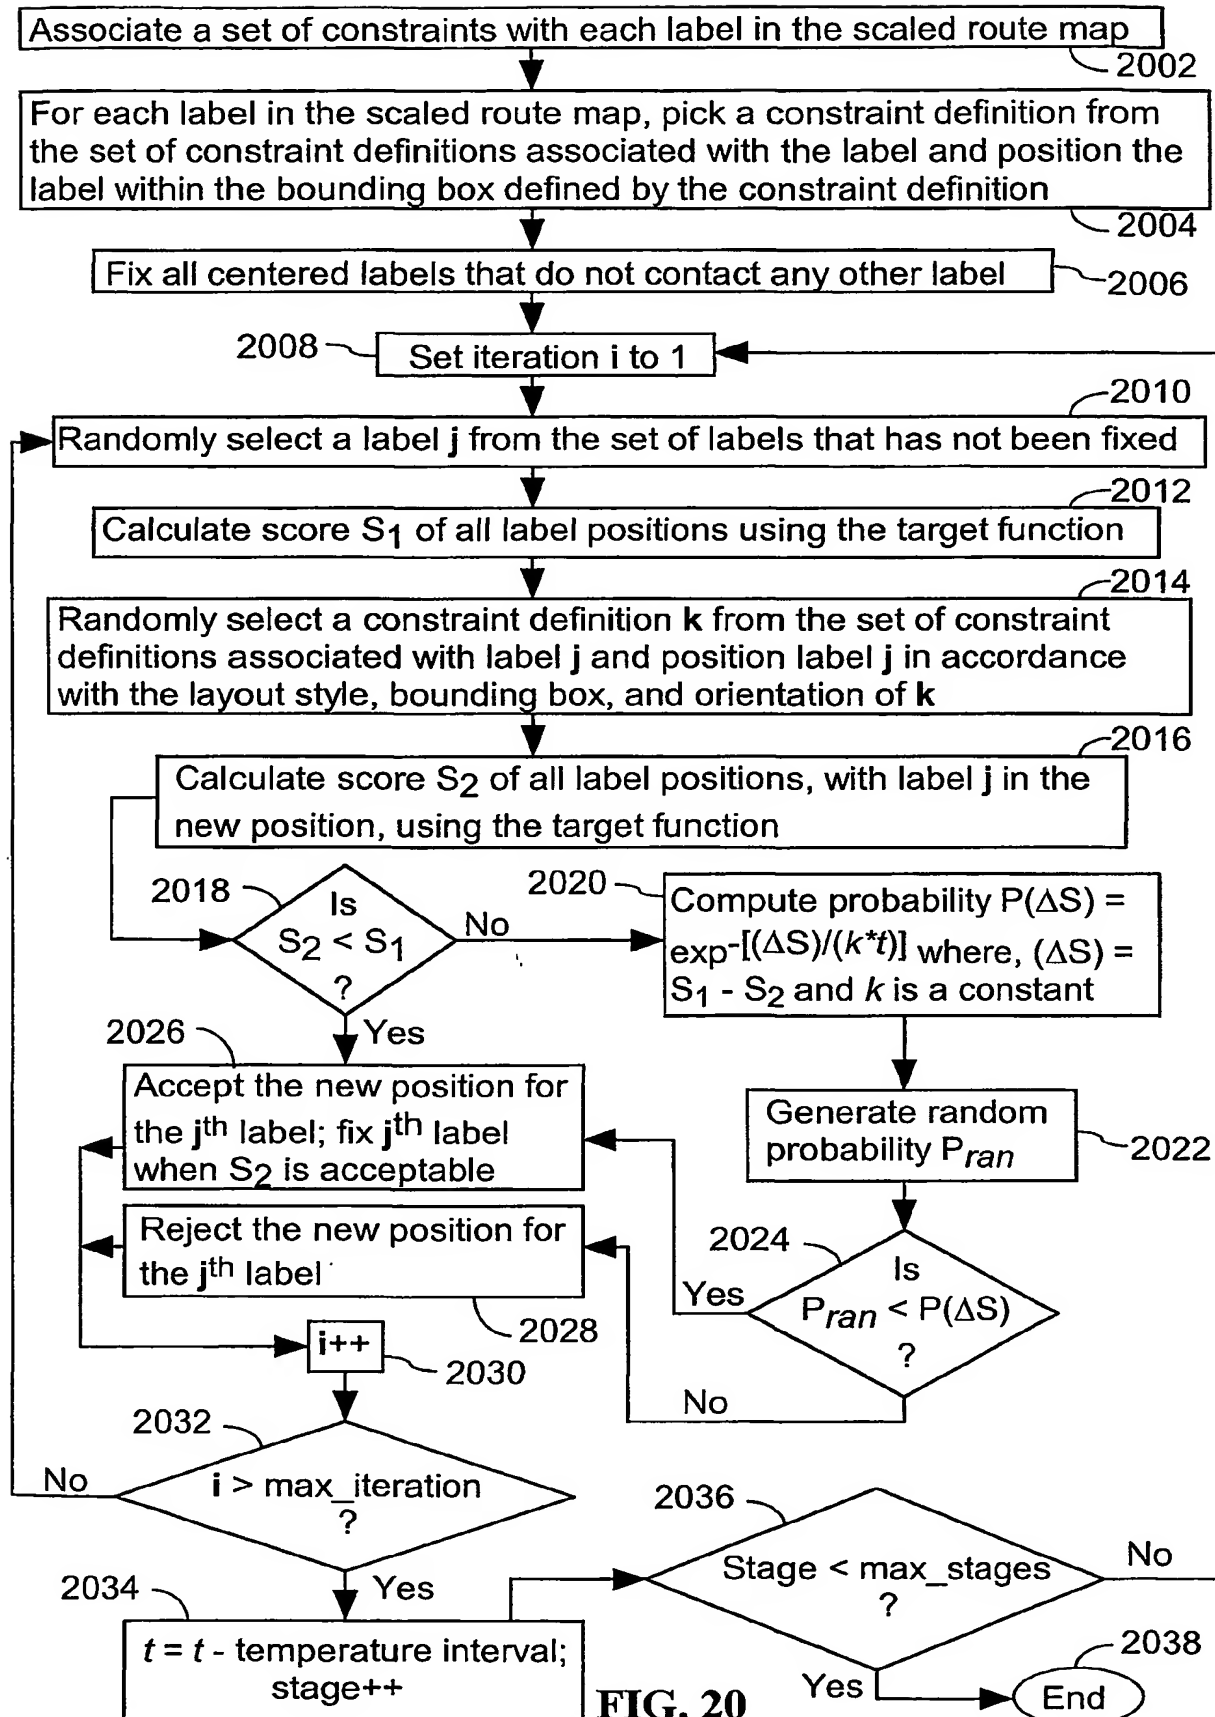 Associate a set of constraints with each label in the scaled route map
2002
For each label in the scaled route map, pick a constraint definition from
the set of constraint definitions associated with the label and position the
label within the bounding box defined by the constraint definition
2004
Fix all centered labels that do not contact any other label
2006
2008
Set iteration i to 1
2010
Randomly select a label j from the set of labels that has not been fixed
2012
Calculate score S1 of all label positions using the target function
2014
Randomly select a constraint definition k from the set of constraint
definitions associated with label j and position label j in accordance
with the layout style, bounding box, and orientation of k
2016
Calculate score S2 of all label positions, with label j in the
new position, using the target function
2018
Is
S2 < S1
?
No
Yes
2020
Compute probability P(ΔS) =
exp-[(ΔS)/(k*t)] where, (ΔS) =
S1 - S2 and k is a constant
2026
Accept the new position for
the jth label; fix jth label
when S2 is acceptable
Generate random
probability Pran
2022
Reject the new position for
the jth label
2028
2024
Is
Pran < P(ΔS)
?
Yes
No
i++
2030
2032
i > max_iteration
?
No
Yes
2034
t = t - temperature interval;
stage++
2036
Stage < max_stages
?
No
Yes
2038
End
FIG. 20